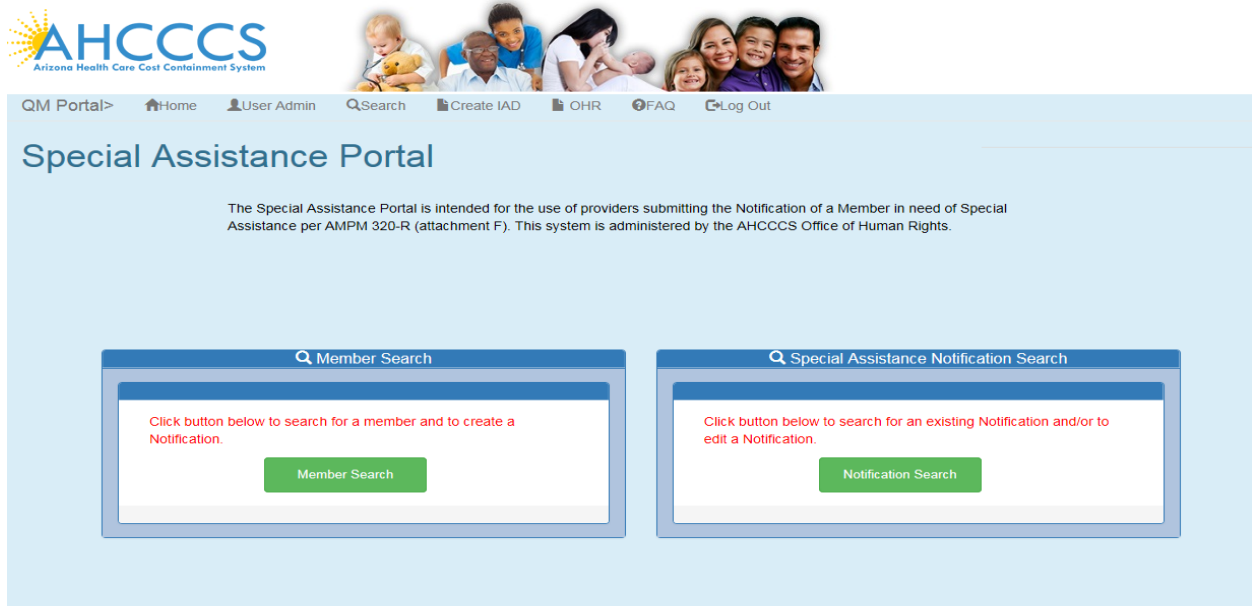 AHCCCS
Arizona Health Care Cost Containment System
QM Portal> Home User Admin Search Create IAD OHR FAQ Log Out
Special Assistance Portal
The Special Assistance Portal is intended for the use of providers submitting the Notification of a Member in need of Special
Assistance per AMPM 320-R (attachment F). This system is administered by the AHCCCS Office of Human Rights.
Member Search
Click button below to search for a member and to create a
Notification.
Member Search
Special Assistance Notification Search
Click button below to search for an existing Notification and/or to
edit a Notification.
Notification Search